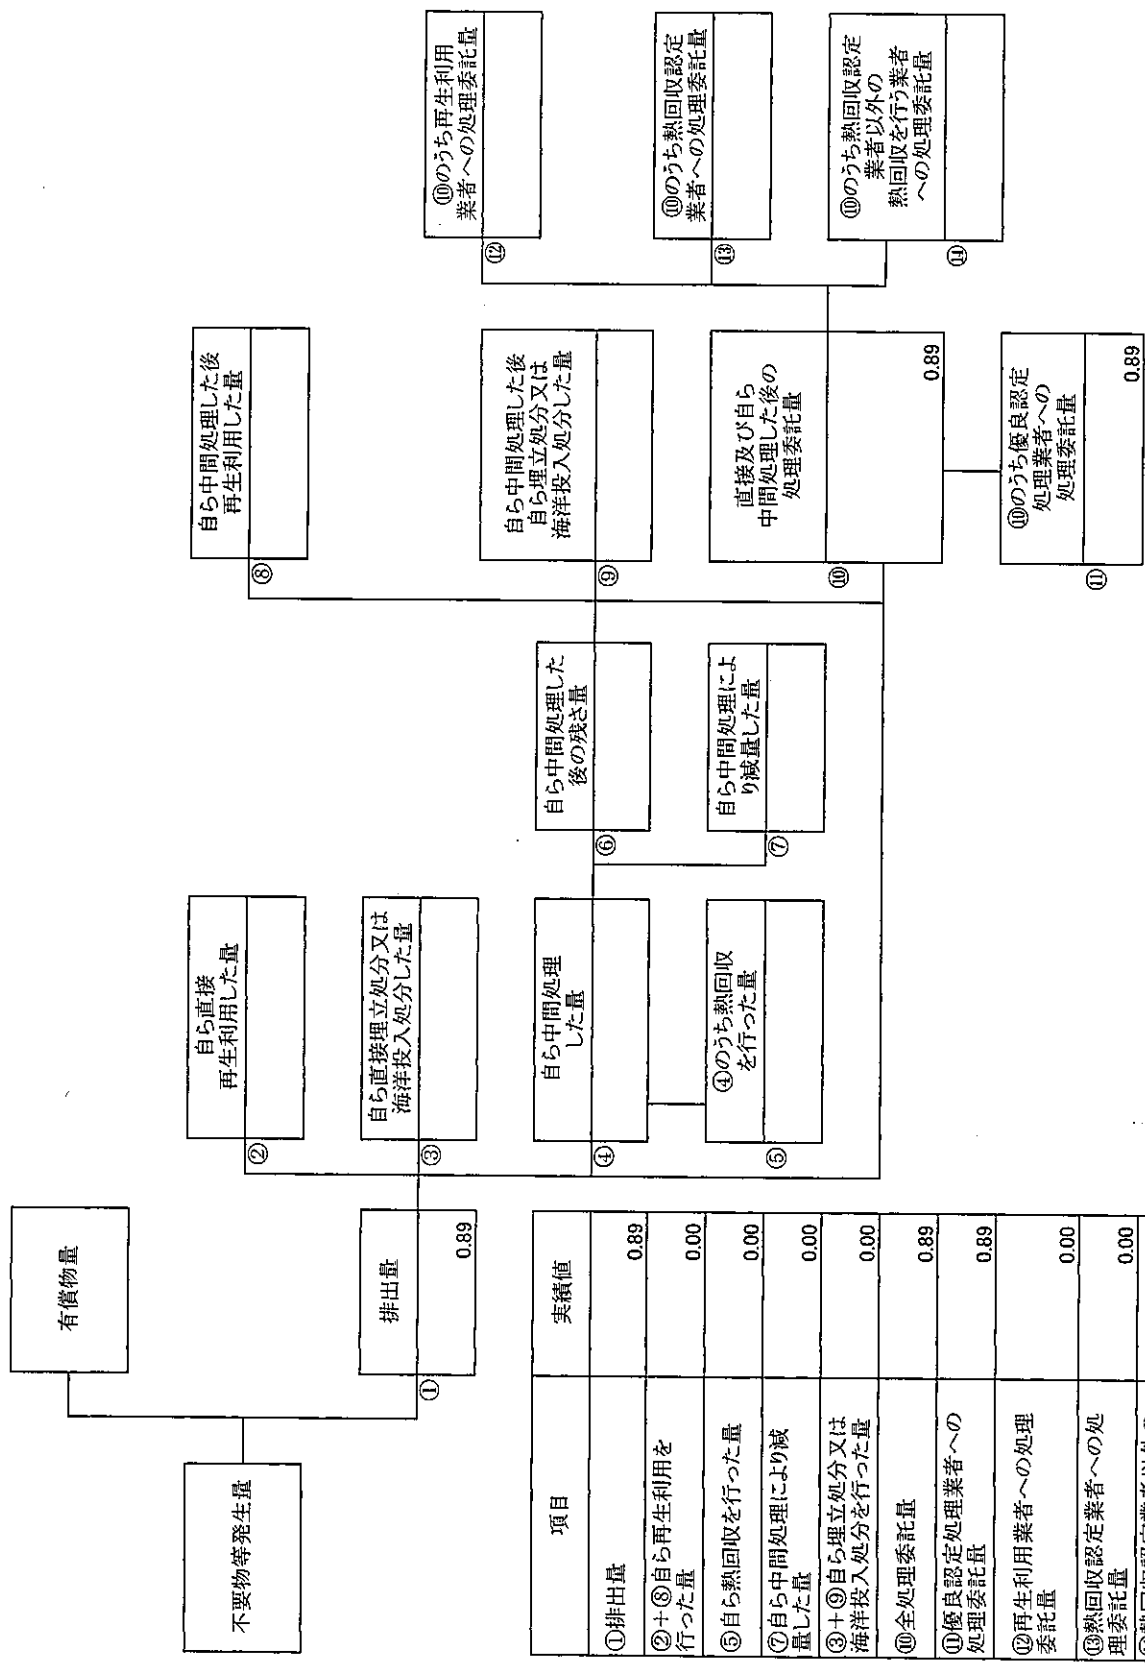 不要物等発生量
有償物量
①
排出量
0.89
②
自ら直接
再生利用した量
③
自ら直接埋立処分又は
海洋投入処分した量
④
自ら中間処理
した量
⑤
④のうち熱回収
を行った量
⑥
自ら中間処理した
後の残さ量
⑦
自ら中間処理によ
り減量した量
⑧
自ら中間処理した後
再生利用した量
⑨
自ら中間処理した後
自ら埋立処分又は
海洋投入処分した量
⑩
直接及び自ら
中間処理した後の
処理委託量
0.89
⑪
⑩のうち優良認定
処理業者への
処理委託量
0.89
⑫
⑩のうち再生利用
業者への処理委託量
⑬
⑩のうち熱回収認定
業者への処理委託量
⑭
⑩のうち熱回収認定
業者以外の
熱回収を行う業者
への処理委託量
項目 実績値
①排出量 0.89
②+⑧自ら再生利用を
行った量 0.00
⑤自ら熱回収を行った量 0.00
⑦自ら中間処理により減
量した量 0.00
③+⑨自ら埋立処分又は
海洋投入処分を行った量 0.00
⑩全処理委託量 0.89
⑪優良認定処理業者への
処理委託量 0.89
⑫再生利用業者への処理
委託量 0.00
⑬熱回収認定業者への処
理委託量 0.00